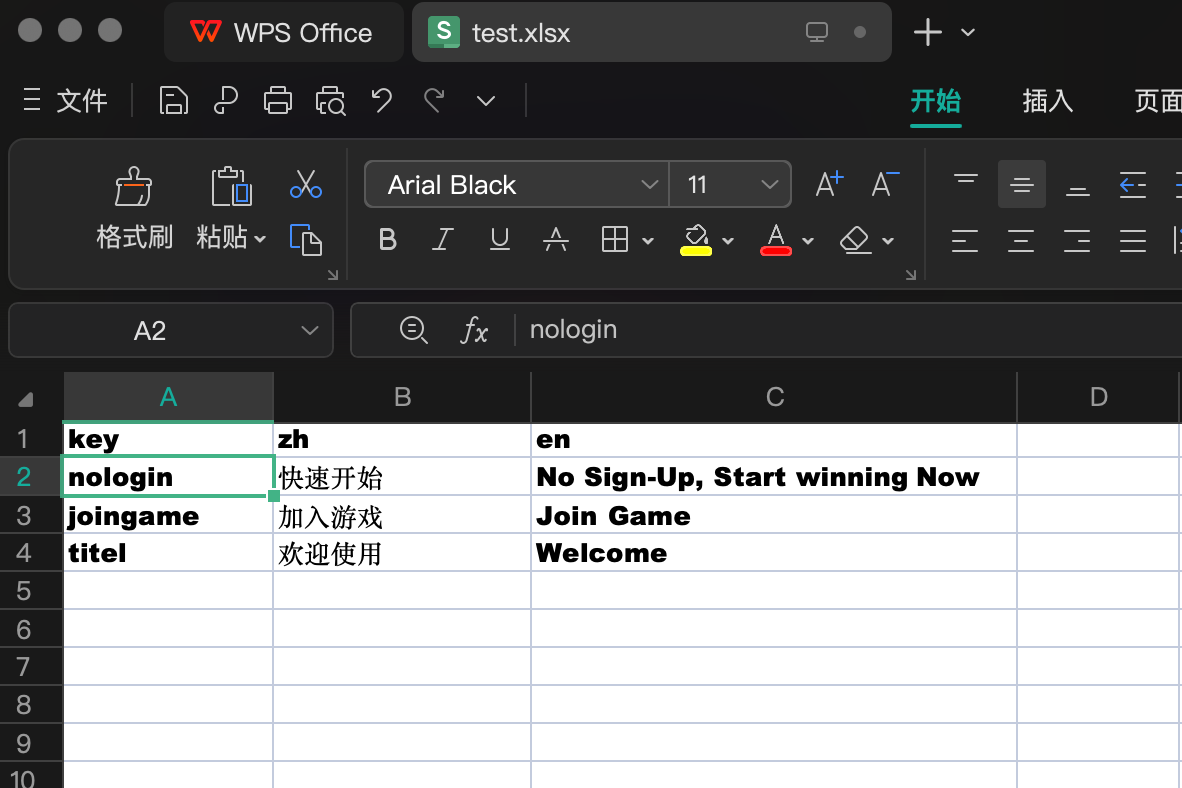 WPS Office
S test.xlsx
文件
开始 插入 页面
格式刷 粘贴
Arial Black 11 A+ A−
B I U A A
A2 fx nologin
A B C D
1 key zh en
2 nologin 快速开始 No Sign-Up, Start winning Now
3 joingame 加入游戏 Join Game
4 titel 欢迎使用 Welcome
5
6
7
8
9
10